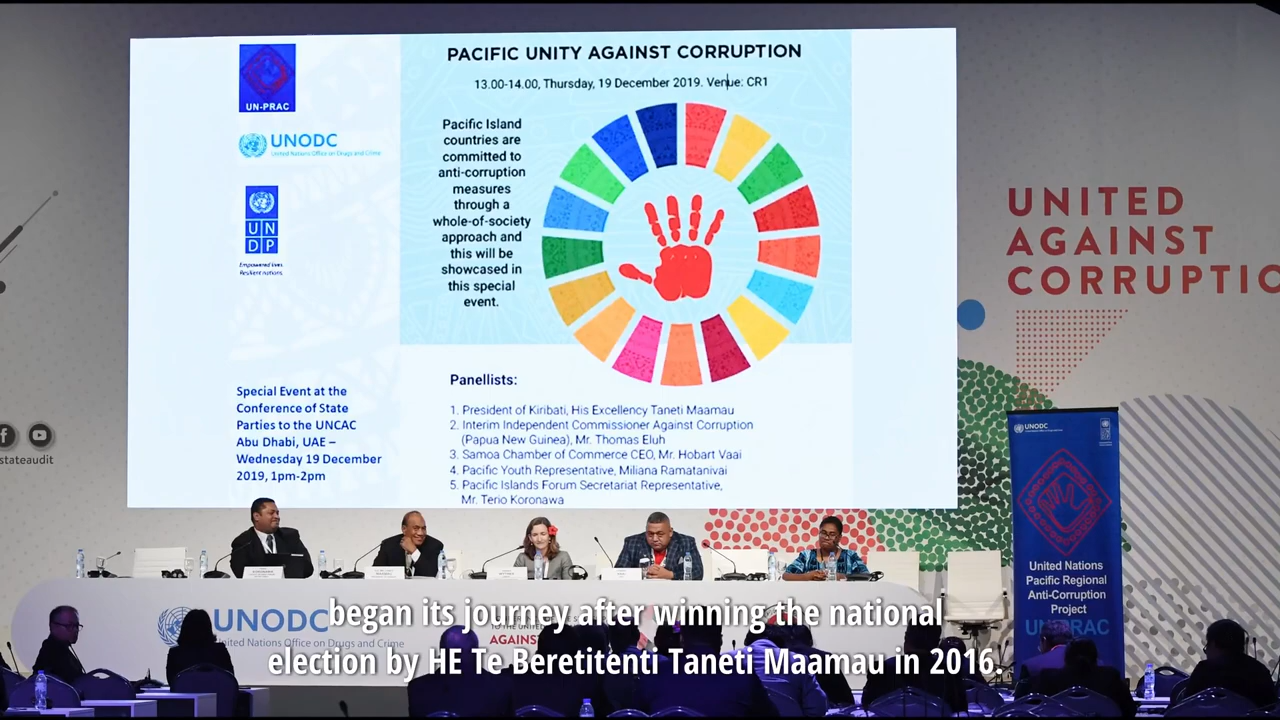 UN-PRAC
UNODC
United Nations Office on Drugs and Crime
UN
DP
Empowered lives.
Resilient nations.
Special Event at the
Conference of State
Parties to the UNCAC
Abu Dhabi, UAE –
Wednesday 19 December
2019, 1pm-2pm
PACIFIC UNITY AGAINST CORRUPTION
13.00-14.00, Thursday, 19 December 2019. Venue: CR1
Pacific Island
countries are
committed to
anti-corruption
measures
through a
whole-of-society
approach and
this will be
showcased in
this special
event.
Panellists:
1. President of Kiribati, His Excellency Taneti Maamau
2. Interim Independent Commissioner Against Corruption
(Papua New Guinea), Mr. Thomas Eluh
3. Samoa Chamber of Commerce CEO, Mr. Hobart Vaai
4. Pacific Youth Representative, Miliana Ramatanivai
5. Pacific Islands Forum Secretariat Representative,
Mr. Terio Koronawa
UNITED
AGAINST
CORRUPTIO
stateaudit
UNODC
United Nations
Pacific Regional
Anti-Corruption
Project
UN-PRAC
UNODC
United Nations Office on Drugs and Crime
AGAINST
began its journey after winning the national
election by HE Te Beretitenti Taneti Maamau in 2016.